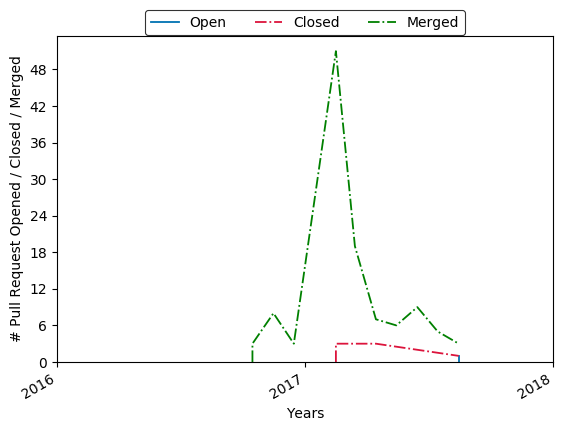 Open Closed Merged
# Pull Request Opened / Closed / Merged
48
42
36
30
24
18
12
6
0
2016 2017 2018
Years